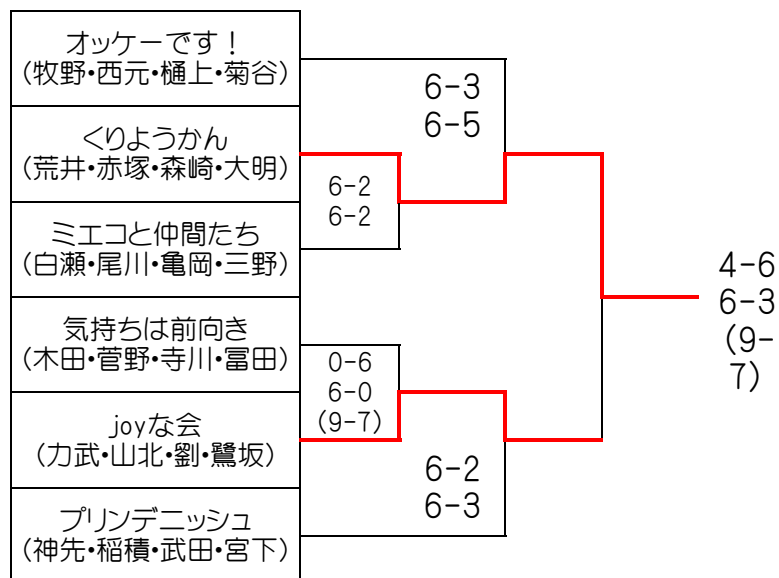 オッケーです！
（牧野・西元・樋上・菊谷）
くりようかん
（荒井・赤塚・森崎・大明）
ミエコと仲間たち
（白瀬・尾川・亀岡・三野）
気持ちは前向き
（木田・菅野・寺川・冨田）
joyな会
（力武・山北・劉・鷺坂）
プリンデニッシュ
（神先・稲積・武田・宮下）
6-2
6-2
0-6
6-0
(9-7)
6-3
6-5
6-2
6-3
4-6
6-3
(9-
7)